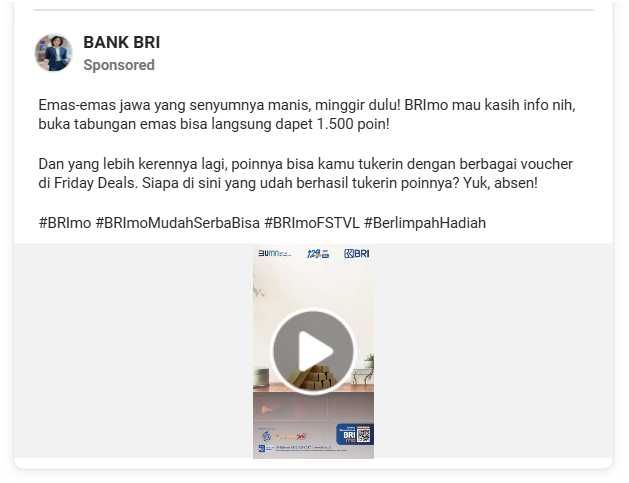 BANK BRI
Sponsored
Emas-emas jawa yang senyumnya manis, minggir dulu! BRImo mau kasih info nih,
buka tabungan emas bisa langsung dapet 1.500 poin!
Dan yang lebih kerennya lagi, poinnya bisa kamu tukerin dengan berbagai voucher
di Friday Deals. Siapa di sini yang udah berhasil tukerin poinnya? Yuk, absen!
#BRImo #BRImoMudahSerbaBisa #BRImoFSTVL #BerlimpahHadiah
BUMN BRI
BRI